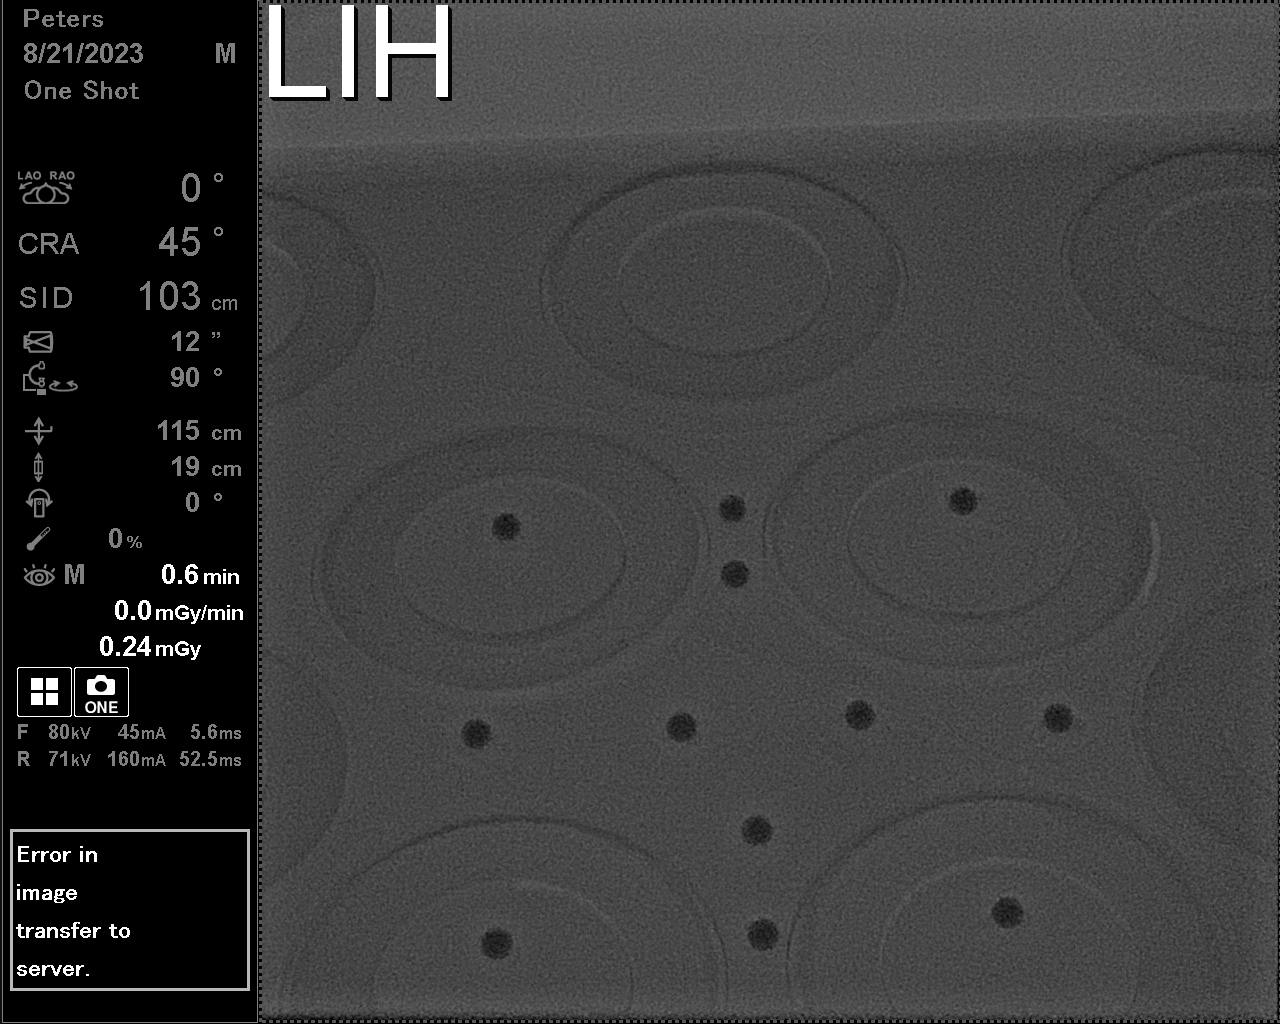 Peters
8/21/2023 M
One Shot
LIH
LAO RAO 0 °
CRA 45 °
SID 103 cm
12 ”
90 °
115 cm
19 cm
0 °
0 %
M 0.6 min
0.0 mGy/min
0.24 mGy
ONE
F 80kV 45mA 5.6ms
R 71kV 160mA 52.5ms
Error in
image
transfer to
server.